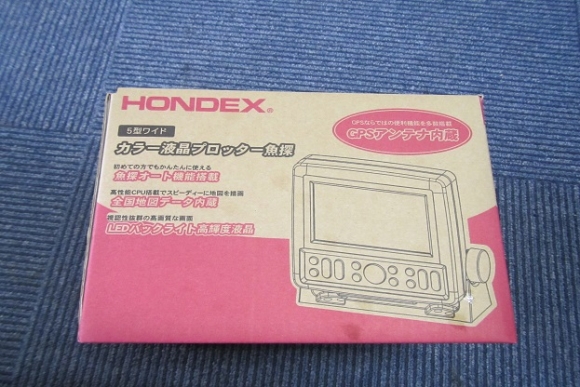 HONDEX®
5型ワイド
カラー液晶プロッター魚探
初めての方でもかんたんに使える
魚探オート機能搭載
高性能CPU搭載でスピーディーに地図を描画
全国地図データ内蔵
視認性抜群の高画質な画面
LEDバックライト高輝度液晶
GPSならではの便利機能を多数搭載
GPSアンテナ内蔵